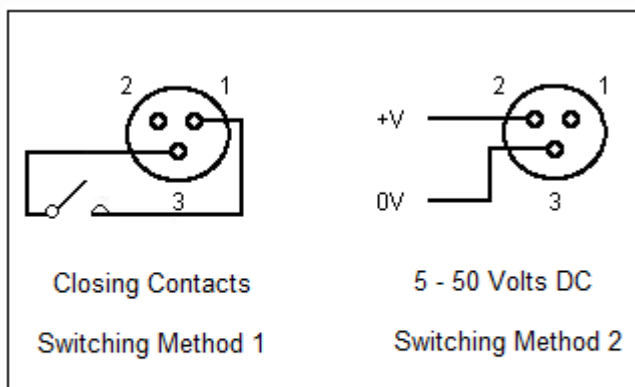 2 1
3
Closing Contacts
Switching Method 1
2 1
+V
0V
3
5 - 50 Volts DC
Switching Method 2